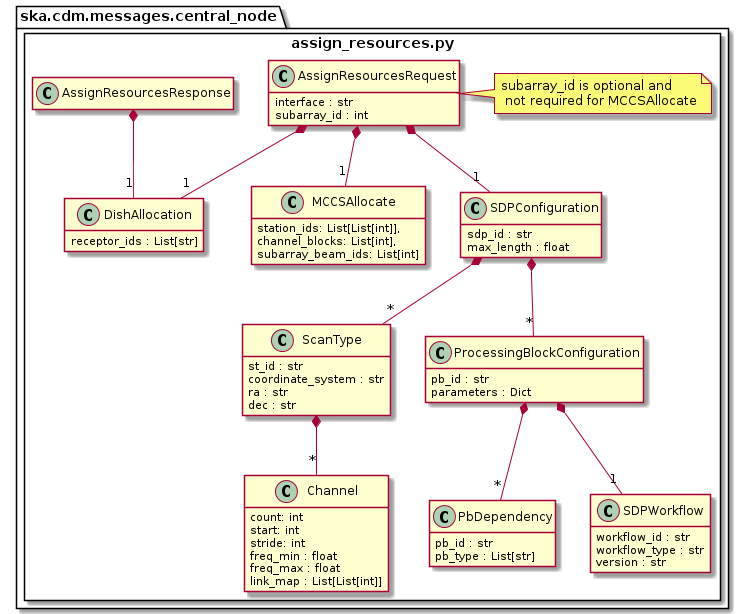 ska.cdm.messages.central_node
assign_resources.py
C AssignResourcesResponse
C AssignResourcesRequest
interface : str
subarray_id : int
subarray_id is optional and
not required for MCCSAllocate
1
1
1
1
C DishAllocation
receptor_ids : List[str]
C MCCSAllocate
station_ids: List[List[int]],
channel_blocks: List[int],
subarray_beam_ids: List[int]
C SDPConfiguration
sdp_id : str
max_length : float
*
*
C ScanType
st_id : str
coordinate_system : str
ra : str
dec : str
C ProcessingBlockConfiguration
pb_id : str
parameters : Dict
*
*
1
C Channel
count: int
start: int
stride: int
freq_min : float
freq_max : float
link_map : List[List[int]]
C PbDependency
pb_id : str
pb_type : List[str]
C SDPWorkflow
workflow_id : str
workflow_type : str
version : str